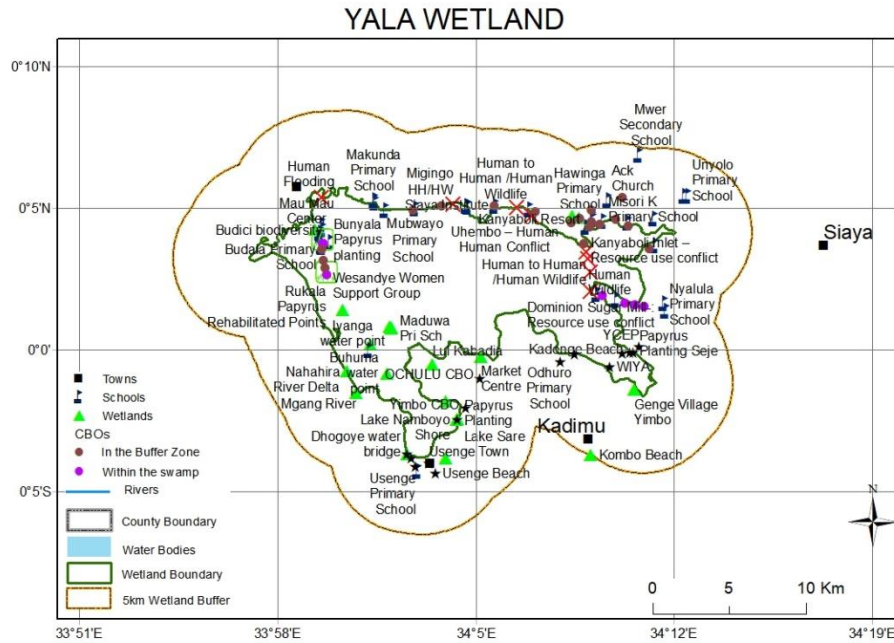 YALA WETLAND
0°10'N
0°5'N
0°0'
0°5'S
Mwer
Secondary
School
Unyolo
Primary
School
Human
Flooding
Makunda
Primary
School
Migingo
HH/HW
Siaya Institute
Human to
Human /Human
Wildlife
Hawinga
Primary
School
Ack
Church
Nsori K
Primary School
Mau Mau
Center
Budici biodiversity
Budala Primary
School
Bunyala
Papyrus
planting
Mubwayo
Primary
School
Kanyaboli Resort
Uhembo – Human
Human Conflict
Kanyaboli Inlet –
Resource use conflict
Siaya
Wesandye Women
Support Group
Human to Human
/Human Wildlife
Human
Wildlife
Nyalula
Primary
School
Rukala
Papyrus
Rehabilitated Points
Iyanga
water point
Maduwa
Pri Sch
Dominion Sugar Mill :
Resource use conflict
YCEP
Papyrus
Planting Seje
WIYA
Buhuma
water
point
Lul Kabadia
Kadenge Beach
Nahahira
River Delta
Mgang River
OCHULU CBO
Market
Centre
Odhuro
Primary
School
Genge Village
Yimbo
Yimbo CBO
Papyrus
Planting
Lake Sare
Lake Namboyo
Shore
Kadimu
Dhogoye water
bridge
Usenge Town
Usenge Beach
Usenge
Primary
School
Kombo Beach
Towns
Schools
Wetlands
CBOs
In the Buffer Zone
Within the swamp
Rivers
County Boundary
Water Bodies
Wetland Boundary
5km Wetland Buffer
N
0 5 10 Km
33°51'E 33°58'E 34°5'E 34°12'E 34°19'E